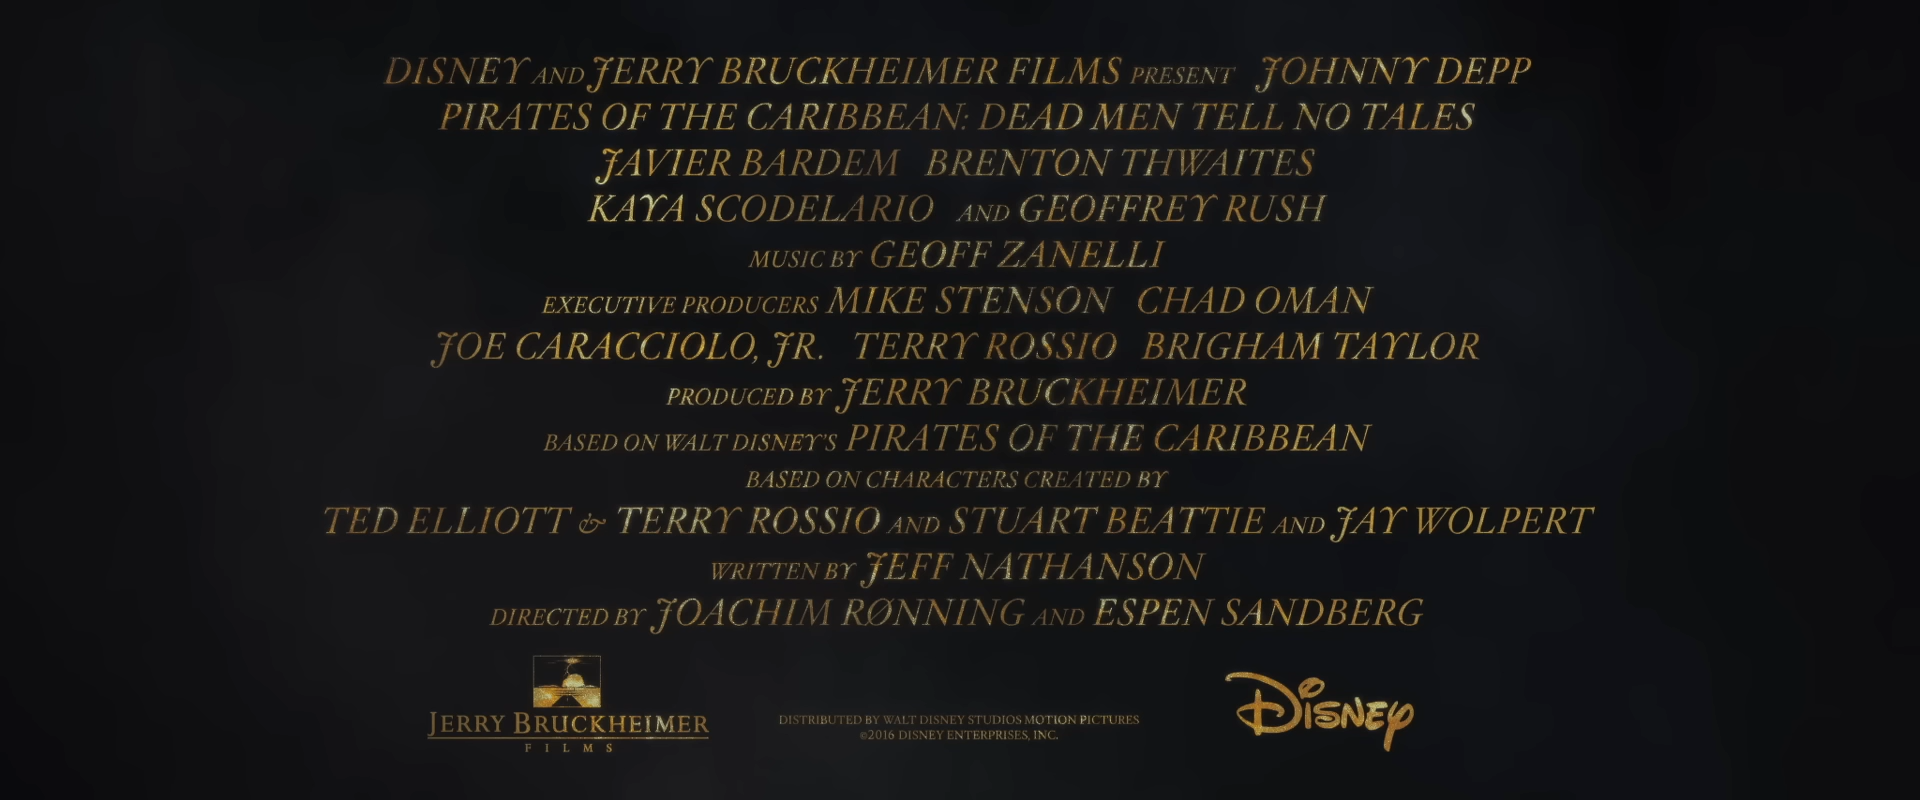 DISNEY AND JERRY BRUCKHEIMER FILMS PRESENT JOHNNY DEPP
PIRATES OF THE CARIBBEAN: DEAD MEN TELL NO TALES
JAVIER BARDEM BRENTON THWAITES
KAYA SCODELARIO AND GEOFFREY RUSH
MUSIC BY GEOFF ZANELLI
EXECUTIVE PRODUCERS MIKE STENSON CHAD OMAN
JOE CARACCIOLO, JR. TERRY ROSSIO BRIGHAM TAYLOR
PRODUCED BY JERRY BRUCKHEIMER
BASED ON WALT DISNEY'S PIRATES OF THE CARIBBEAN
BASED ON CHARACTERS CREATED BY
TED ELLIOTT & TERRY ROSSIO AND STUART BEATTIE AND JAY WOLPERT
WRITTEN BY JEFF NATHANSON
DIRECTED BY JOACHIM RØNNING AND ESPEN SANDBERG
JERRY BRUCKHEIMER
FILMS
DISTRIBUTED BY WALT DISNEY STUDIOS MOTION PICTURES
©2016 DISNEY ENTERPRISES, INC.
DISNEY